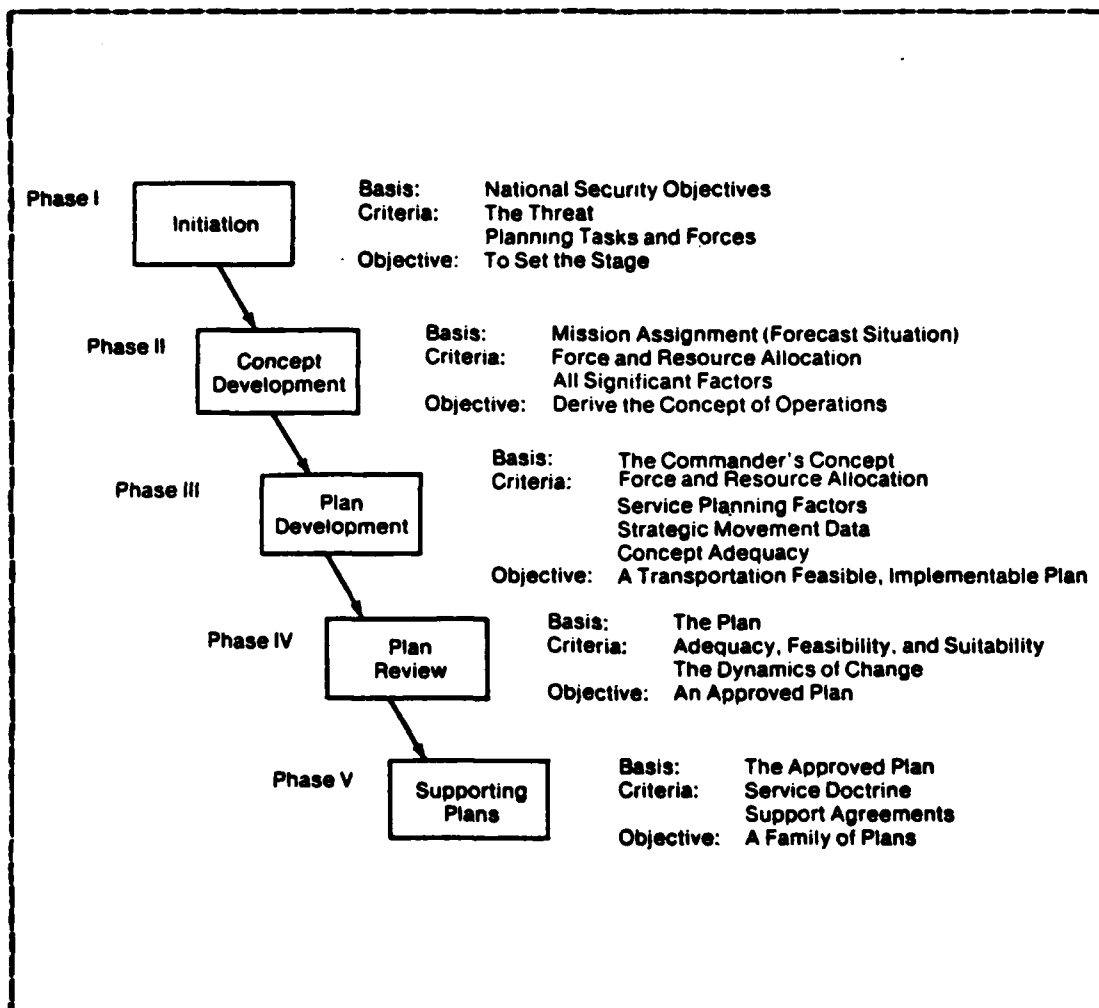 Phase I
Initiation
Basis: National Security Objectives
Criteria: The Threat
Planning Tasks and Forces
Objective: To Set the Stage
Phase II
Concept
Development
Basis: Mission Assignment (Forecast Situation)
Criteria: Force and Resource Allocation
All Significant Factors
Objective: Derive the Concept of Operations
Phase III
Plan
Development
Basis: The Commander's Concept
Criteria: Force and Resource Allocation
Service Planning Factors
Strategic Movement Data
Concept Adequacy
Objective: A Transportation Feasible, Implementable Plan
Phase IV
Plan
Review
Basis: The Plan
Criteria: Adequacy, Feasibility, and Suitability
The Dynamics of Change
Objective: An Approved Plan
Phase V
Supporting
Plans
Basis: The Approved Plan
Criteria: Service Doctrine
Support Agreements
Objective: A Family of Plans